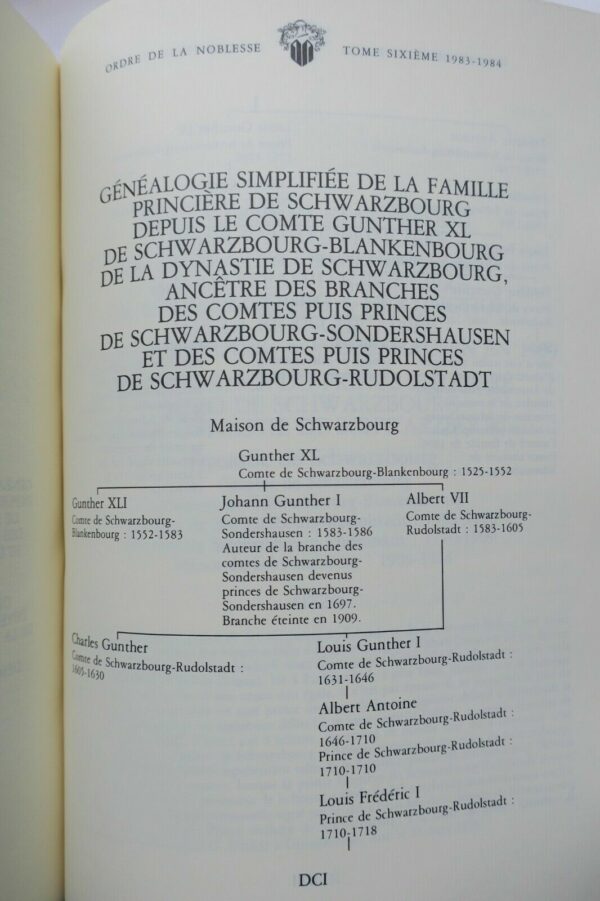 ORDRE DE LA NOBLESSE TOME SIXIÈME 1983-1984
GÉNÉALOGIE SIMPLIFIÉE DE LA FAMILLE
PRINCIÈRE DE SCHWARZBOURG
DEPUIS LE COMTE GUNTHER XL
DE SCHWARZBOURG-BLANKENBOURG
DE LA DYNASTIE DE SCHWARZBOURG,
ANCÊTRE DES BRANCHES
DES COMTES PUIS PRINCES
DE SCHWARZBOURG-SONDERSHAUSEN
ET DES COMTES PUIS PRINCES
DE SCHWARZBOURG-RUDOLSTADT
Maison de Schwarzbourg
Gunther XL
Comte de Schwarzbourg-Blankenbourg : 1525-1552
Gunther XLI
Comte de Schwarzbourg-
Blankenbourg : 1552-1583
Johann Gunther I
Comte de Schwarzbourg-
Sondershausen : 1583-1586
Auteur de la branche des
comtes de Schwarzbourg-
Sondershausen devenus
princes de Schwarzbourg-
Sondershausen en 1697.
Branche éteinte en 1909.
Albert VII
Comte de Schwarzbourg-
Rudolstadt : 1583-1605
Charles Gunther
Comte de Schwarzbourg-Rudolstadt :
1605-1630
Louis Gunther I
Comte de Schwarzbourg-Rudolstadt :
1631-1646
Albert Antoine
Comte de Schwarzbourg-Rudolstadt :
1646-1710
Prince de Schwarzbourg-Rudolstadt :
1710-1710
Louis Frédéric I
Prince de Schwarzbourg-Rudolstadt :
1710-1718
DCI